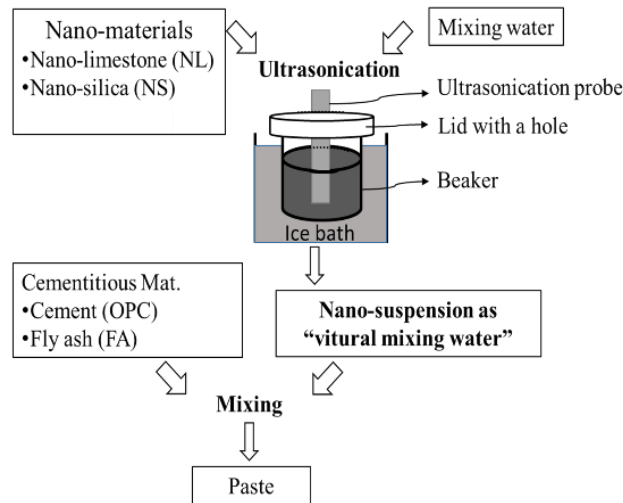 Nano-materials
•Nano-limestone (NL)
•Nano-silica (NS)
Mixing water
Ultrasonication
Ultrasonication probe
Lid with a hole
Beaker
Ice bath
Cementitious Mat.
•Cement (OPC)
•Fly ash (FA)
Nano-suspension as
“vitural mixing water”
Mixing
Paste